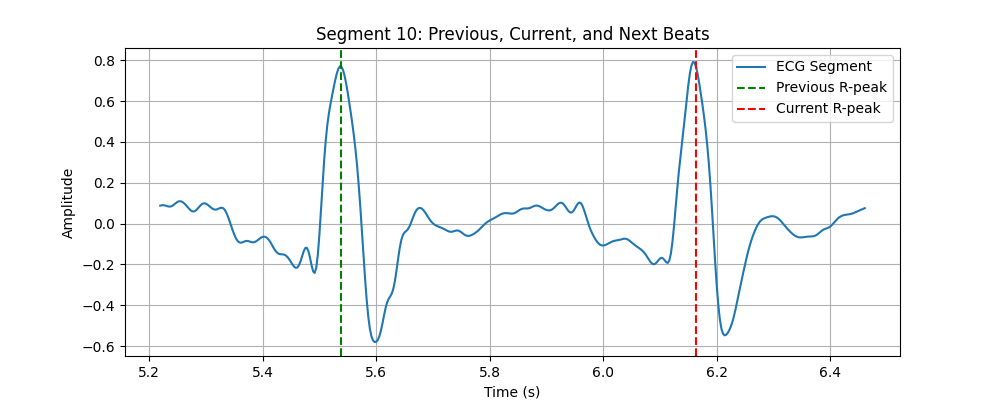 Segment 10: Previous, Current, and Next Beats
ECG Segment
Previous R-peak
Current R-peak
Amplitude
0.8
0.6
0.4
0.2
0.0
−0.2
−0.4
−0.6
5.2 5.4 5.6 5.8 6.0 6.2 6.4
Time (s)